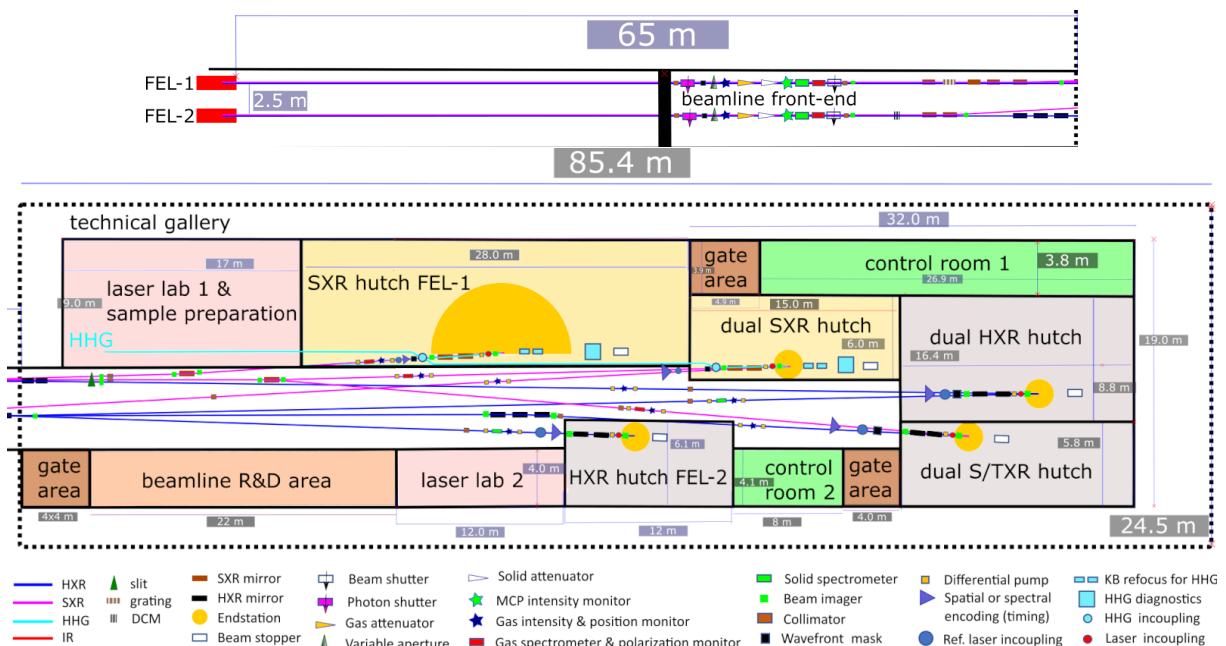 65 m
FEL-1
2.5 m
beamline front-end
FEL-2
85.4 m
technical gallery
32.0 m
17 m
laser lab 1 &
sample preparation
9.0 m
HHG
28.0 m
SXR hutch FEL-1
gate
area
3.9 m
4.9 m
control room 1
3.8 m
26.9 m
15.0 m
dual SXR hutch
6.0 m
dual HXR hutch
16.4 m
19.0 m
8.8 m
gate
area
4x4 m
beamline R&D area
22 m
laser lab 2
4.0 m
12.0 m
6.1 m
HXR hutch FEL-2
12 m
control
room 2
4.1 m
8 m
gate
area
4.0 m
5.8 m
dual S/TXR hutch
24.5 m
HXR
SXR
HHG
IR
slit
grating
DCM
SXR mirror
HXR mirror
Endstation
Beam stopper
Beam shutter
Photon shutter
Gas attenuator
Variable aperture
Solid attenuator
MCP intensity monitor
Gas intensity & position monitor
Gas spectrometer & polarization monitor
Solid spectrometer
Beam imager
Collimator
Wavefront mask
Differential pump
Spatial or spectral
encoding (timing)
Ref. laser incoupling
KB refocus for HHG
HHG diagnostics
HHG incoupling
Laser incoupling